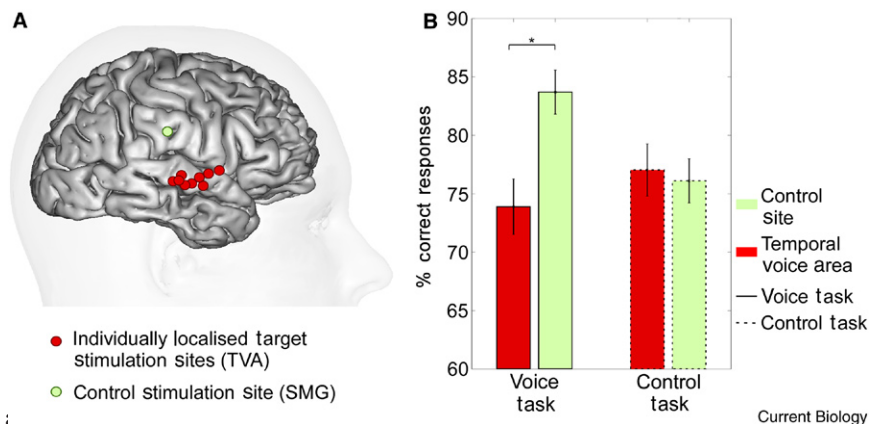 A
Individually localised target
stimulation sites (TVA)
Control stimulation site (SMG)
B
% correct responses
90
85
80
75
70
65
60
*
Voice
task
Control
task
Control
site
Temporal
voice area
Voice task
Control task
Current Biology